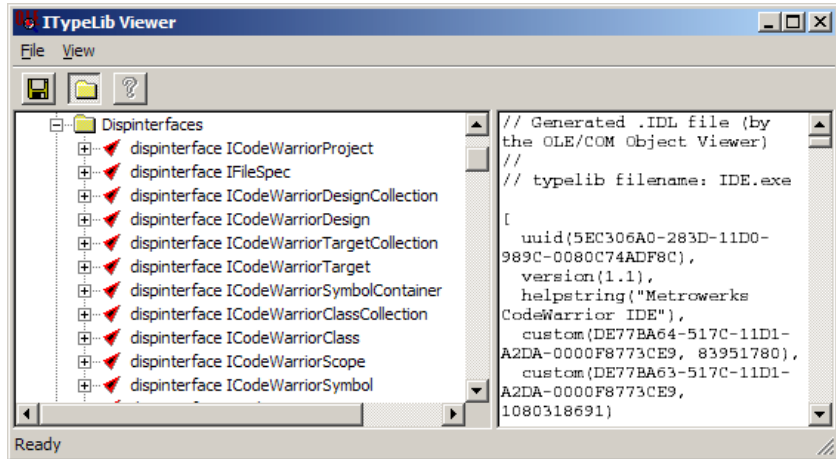 ITypeLib Viewer
File View
Dispinterfaces
dispinterface ICodeWarriorProject
dispinterface IFileSpec
dispinterface ICodeWarriorDesignCollection
dispinterface ICodeWarriorDesign
dispinterface ICodeWarriorTargetCollection
dispinterface ICodeWarriorTarget
dispinterface ICodeWarriorSymbolContainer
dispinterface ICodeWarriorClassCollection
dispinterface ICodeWarriorClass
dispinterface ICodeWarriorScope
dispinterface ICodeWarriorSymbol
// Generated .IDL file (by
the OLE/COM Object Viewer)
//
// typelib filename: IDE.exe
[
uuid(5EC306A0-283D-11D0-
989C-0080C74ADF8C),
version(1.1),
helpstring("Metrowerks
CodeWarrior IDE"),
custom(DE77BA64-517C-11D1-
A2DA-0000F8773CE9, 83951780),
custom(DE77BA63-517C-11D1-
A2DA-0000F8773CE9,
1080318691)
Ready